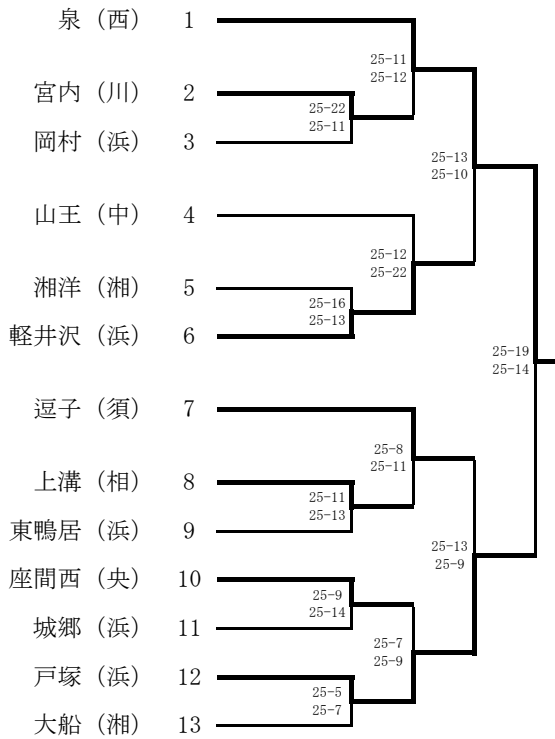 泉（西） 1
25-11
25-12
宮内（川） 2
25-22
25-11
岡村（浜） 3
25-13
25-10
山王（中） 4
25-12
25-22
湘洋（湘） 5
25-16
25-13
軽井沢（浜） 6
25-19
25-14
逗子（須） 7
25-8
25-11
上溝（相） 8
25-11
25-13
東鴨居（浜） 9
25-13
25-9
座間西（央） 10
25-9
25-14
城郷（浜） 11
25-7
25-9
戸塚（浜） 12
25-5
25-7
大船（湘） 13